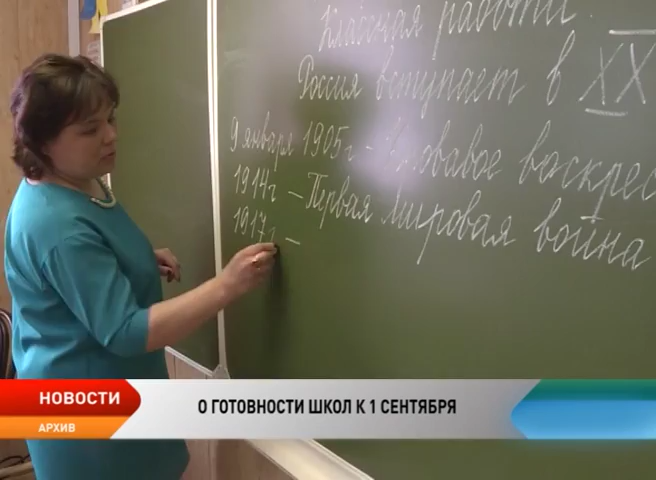 Классная работа.
Россия вступает в XX
9 января 1905г - Кровавое воскрес
1914г - Первая мировая война
1917г -
НОВОСТИ
О ГОТОВНОСТИ ШКОЛ К 1 СЕНТЯБРЯ
АРХИВ